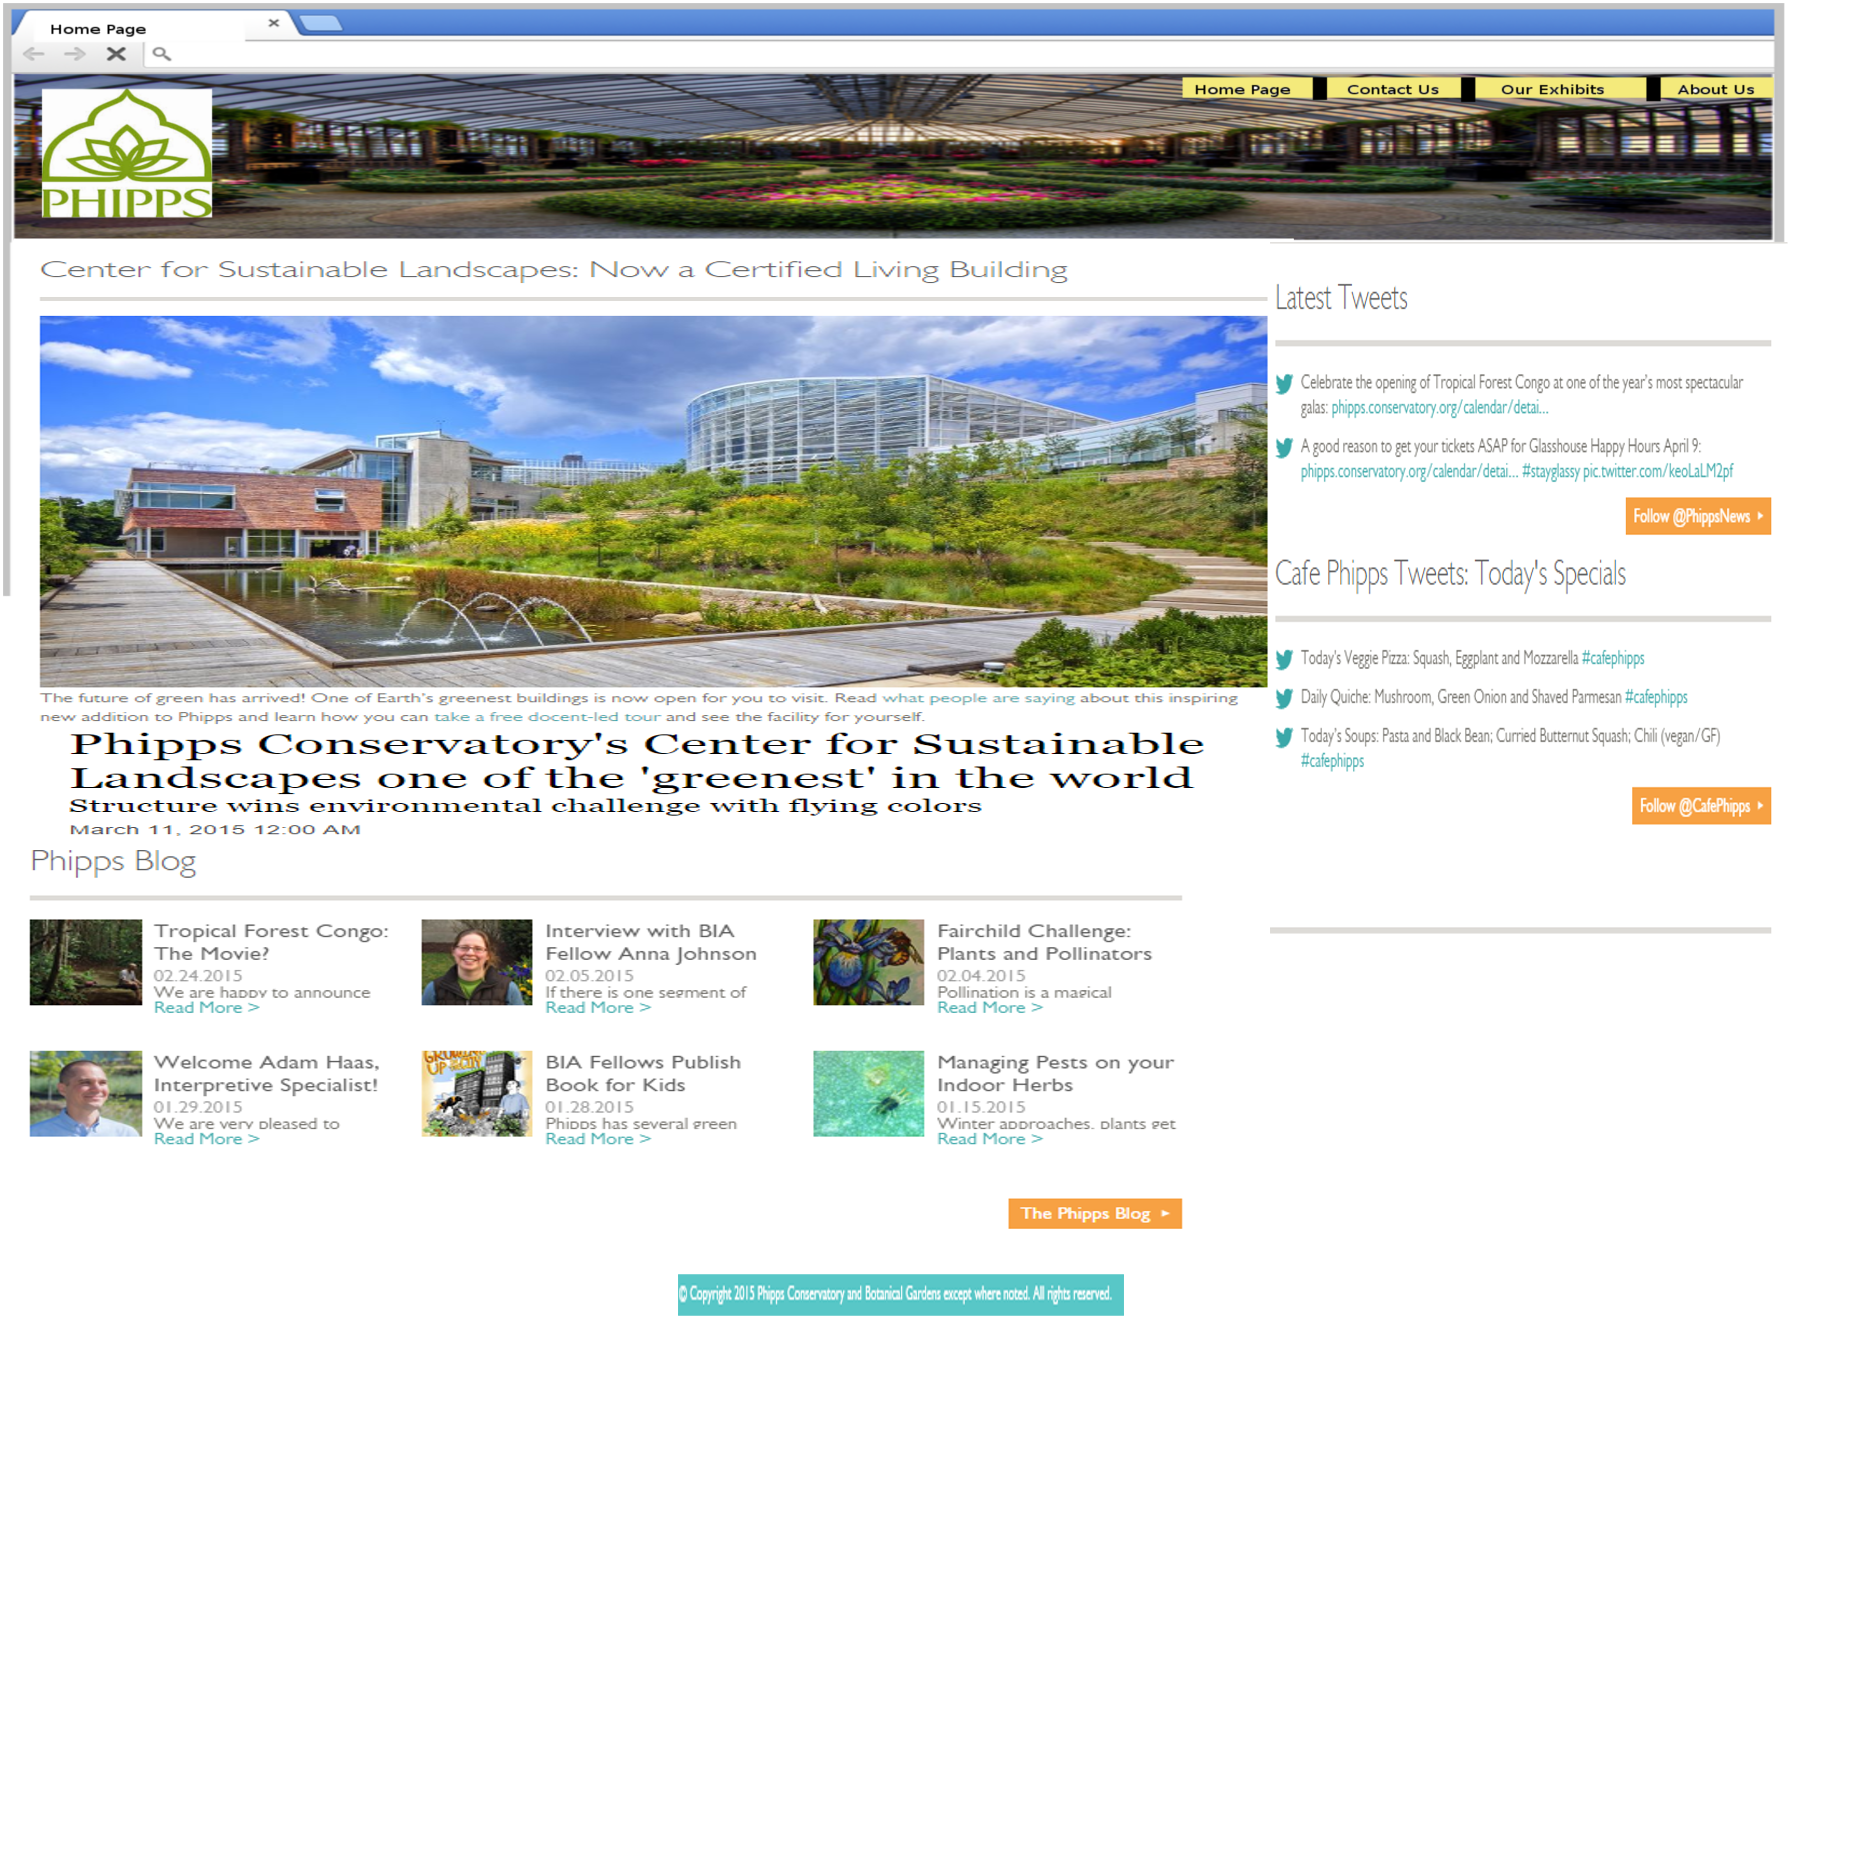 Home Page
Home Page
Contact Us
Our Exhibits
About Us
PHIPPS
Center for Sustainable Landscapes: Now a Certified Living Building
The future of green has arrived! One of Earth's greenest buildings is now open for you to visit. Read what people are saying about this inspiring
new addition to Phipps and learn how you can take a free docent-led tour and see the facility for yourself.
Phipps Conservatory's Center for Sustainable
Landscapes one of the 'greenest' in the world
Structure wins environmental challenge with flying colors
March 11, 2015 12:00 AM
Latest Tweets
Celebrate the opening of Tropical Forest Congo at one of the year's most spectacular
galas: phipps.conservatory.org/calendar/detai...
A good reason to get your tickets ASAP for Glasshouse Happy Hours April 9:
phipps.conservatory.org/calendar/detai... #stayglassy pic.twitter.com/keoLaLM2pf
Follow @PhippsNews
Cafe Phipps Tweets: Today's Specials
Today's Veggie Pizza: Squash, Eggplant and Mozzarella #cafephipps
Daily Quiche: Mushroom, Green Onion and Shaved Parmesan #cafephipps
Today's Soups: Pasta and Black Bean; Curried Butternut Squash; Chili (vegan/GF)
#cafephipps
Follow @CafePhipps
Phipps Blog
Tropical Forest Congo:
The Movie?
02.24.2015
We are happy to announce
Read More >
Interview with BIA
Fellow Anna Johnson
02.05.2015
If there is one segment of
Read More >
Fairchild Challenge:
Plants and Pollinators
02.04.2015
Pollination is a magical
Read More >
Welcome Adam Haas,
Interpretive Specialist!
01.29.2015
We are very pleased to
Read More >
BIA Fellows Publish
Book for Kids
01.28.2015
Phipps has several green
Read More >
Managing Pests on your
Indoor Herbs
01.15.2015
Winter approaches, plants get
Read More >
The Phipps Blog
© Copyright 2015 Phipps Conservatory and Botanical Gardens except where noted. All rights reserved.